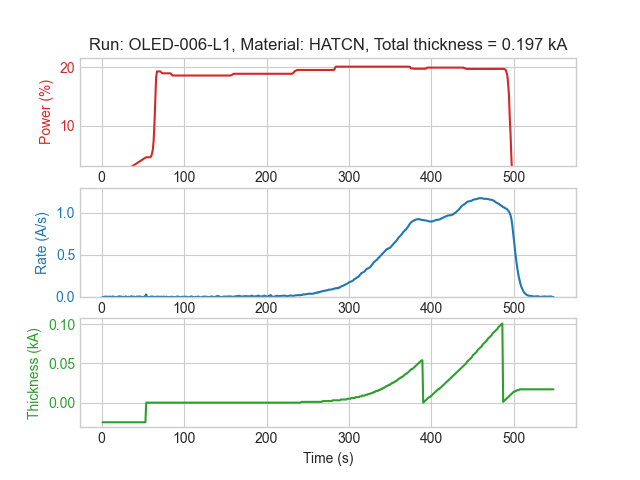 Run: OLED-006-L1, Material: HATCN, Total thickness = 0.197 kA
Power (%)
20
10
0 100 200 300 400 500
Rate (A/s)
1.0
0.5
0.0
0 100 200 300 400 500
Thickness (kA)
0.10
0.05
0.00
0 100 200 300 400 500
Time (s)